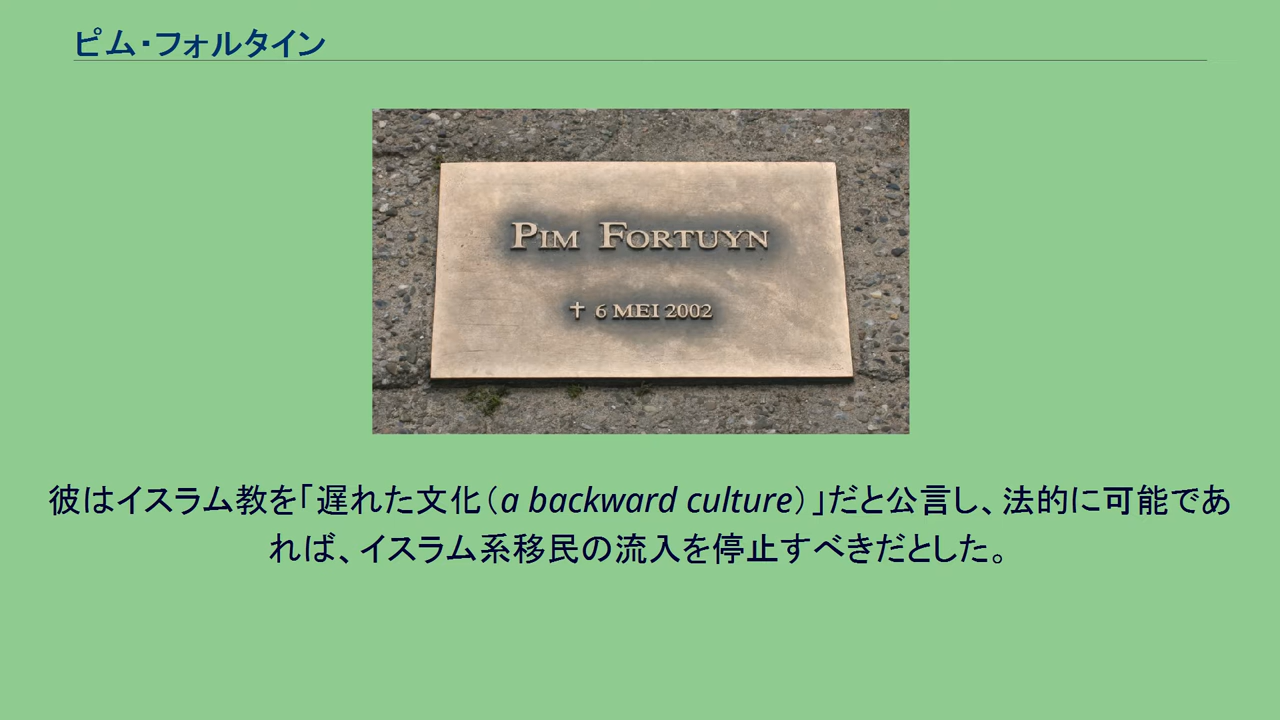 ピム・フォルタイン
PIM FORTUYN
✝ 6 MEI 2002
彼はイスラム教を「遅れた文化（a backward culture）」だと公言し、法的に可能であ
れば、イスラム系移民の流入を停止すべきだとした。